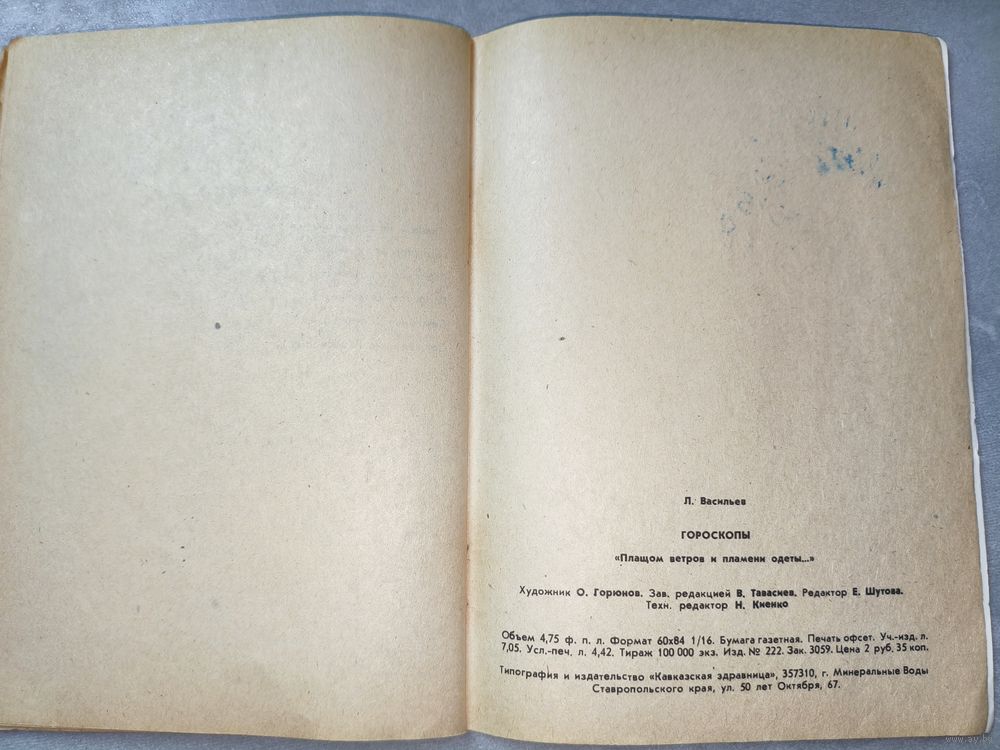 Л. Васильев
ГОРОСКОПЫ
«Плащом ветров и пламени одеты...»
Художник О. Горюнов. Зав. редакцией В. Тавасиев. Редактор Е. Шутова.
Техн. редактор Н. Киенко
Объем 4,75 ф. п. л. Формат 60х84 1/16. Бумага газетная. Печать офсет. Уч.-изд. л.
7,05. Усл.-печ. л. 4,42. Тираж 100 000 экз. Изд. № 222. Зак. 3059. Цена 2 руб. 35 коп.
Типография и издательство «Кавказская здравница», 357310, г. Минеральные Воды
Ставропольского края, ул. 50 лет Октября, 67.